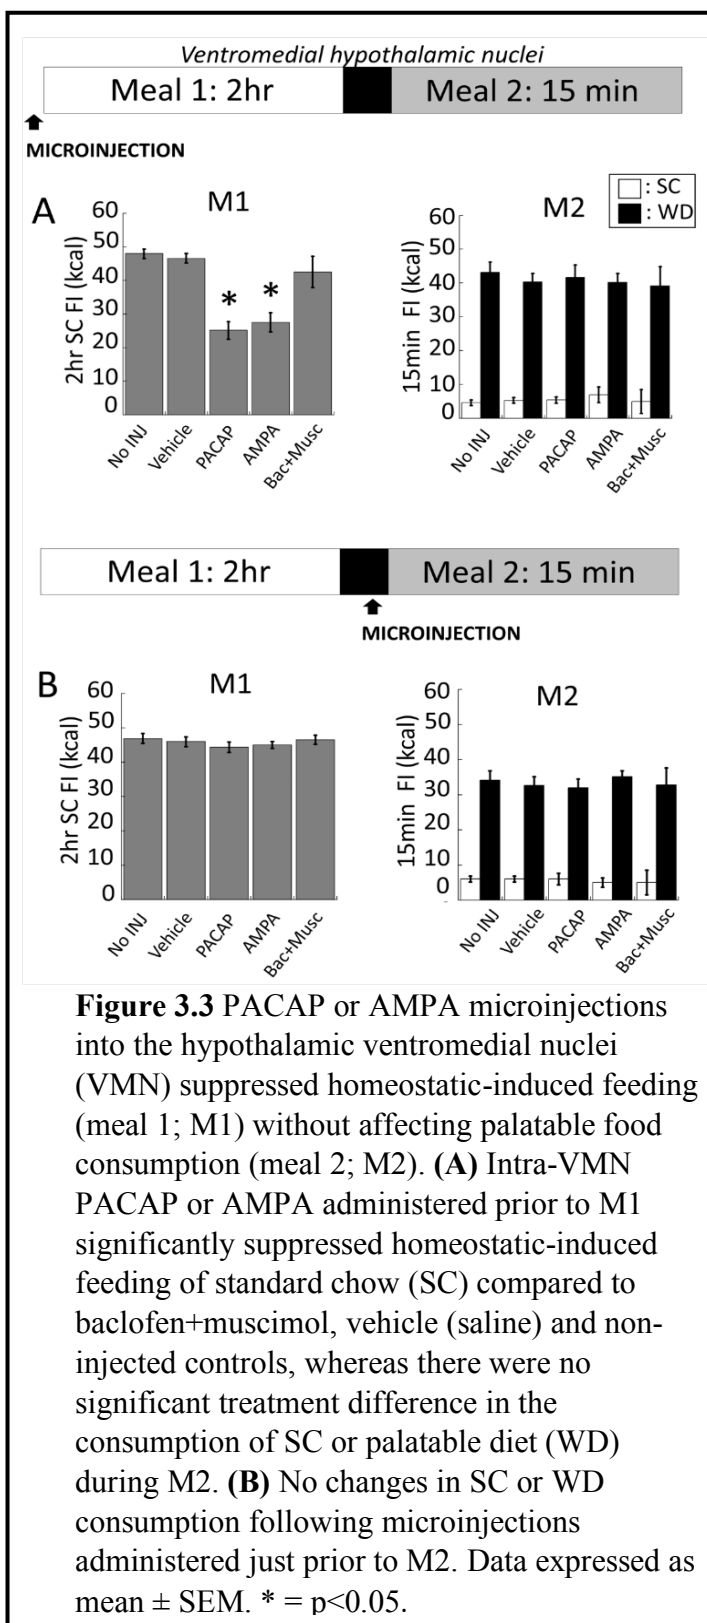 Ventromedial hypothalamic nuclei
Meal 1: 2hr
Meal 2: 15 min
MICROINJECTION
A
M1
2hr SC FI (kcal)
60
50
40
30
20
10
0
No INJ
Vehicle
PACAP
AMPA
Bac+Musc
*
*
M2
: SC
: WD
15min FI (kcal)
60
50
40
30
20
10
0
No INJ
Vehicle
PACAP
AMPA
Bac+Musc
Meal 1: 2hr
Meal 2: 15 min
MICROINJECTION
B
M1
2hr SC FI (kcal)
60
50
40
30
20
10
0
No INJ
Vehicle
PACAP
AMPA
Bac+Musc
M2
15min FI (kcal)
60
50
40
30
20
10
0
No INJ
Vehicle
PACAP
AMPA
Bac+Musc
Figure 3.3 PACAP or AMPA microinjections
into the hypothalamic ventromedial nuclei
(VMN) suppressed homeostatic-induced feeding
(meal 1; M1) without affecting palatable food
consumption (meal 2; M2). (A) Intra-VMN
PACAP or AMPA administered prior to M1
significantly suppressed homeostatic-induced
feeding of standard chow (SC) compared to
baclofen+muscimol, vehicle (saline) and non-
injected controls, whereas there were no
significant treatment difference in the
consumption of SC or palatable diet (WD)
during M2. (B) No changes in SC or WD
consumption following microinjections
administered just prior to M2. Data expressed as
mean ± SEM. * = p<0.05.